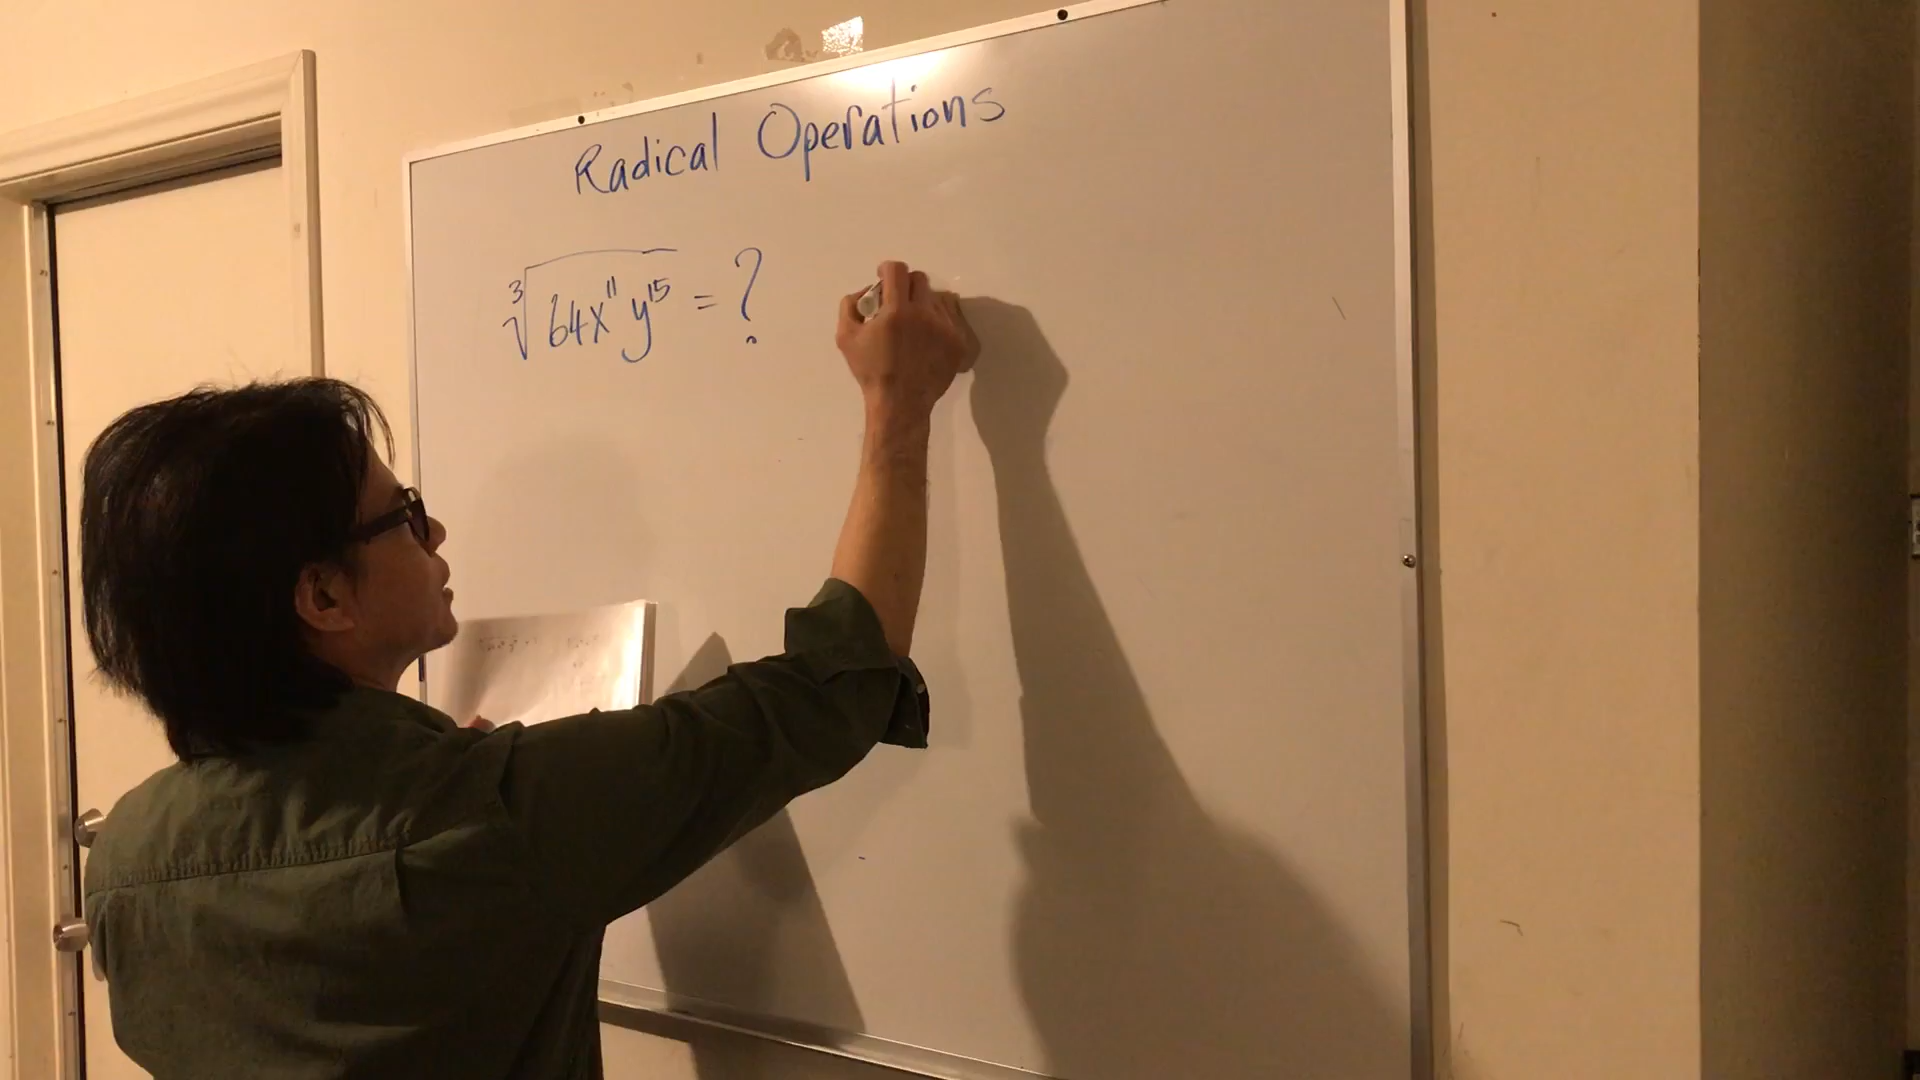 Radical Operations
∛(64x¹¹y¹⁵) = ?